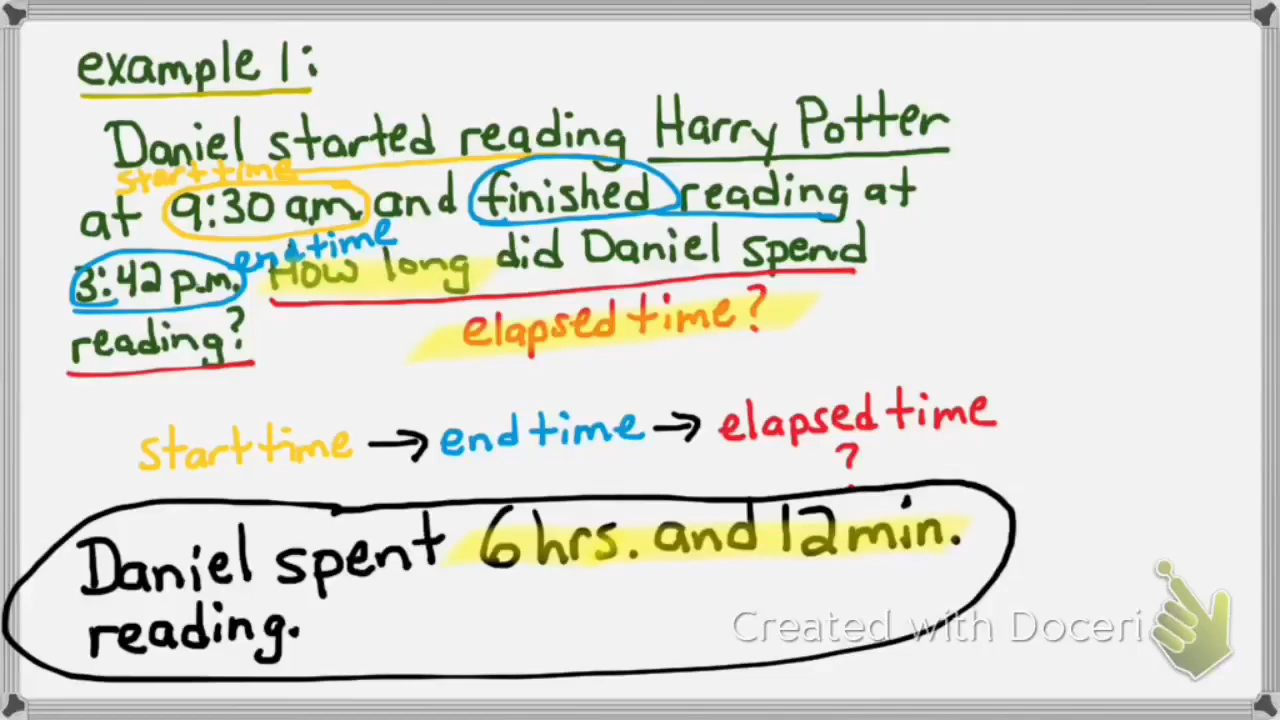 example 1:
Daniel started reading Harry Potter
start time
at 9:30 a.m. and finished reading at
end time
3:42 p.m. How long did Daniel spend
elapsed time?
reading?
start time → end time → elapsed time
?
Daniel spent 6 hrs. and 12 min.
reading.
Created with Doceri